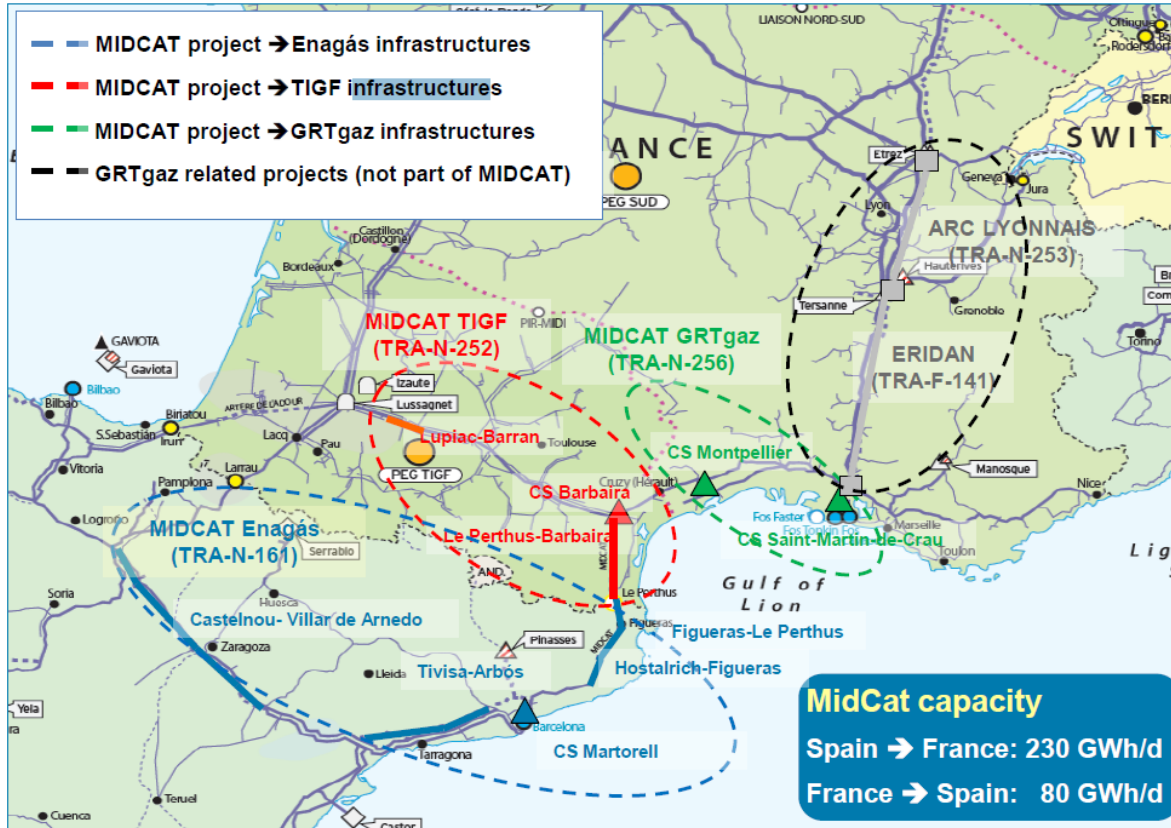 MIDCAT project ➔Enagás infrastructures
MIDCAT project ➔TIGF infrastructures
MIDCAT project ➔GRTgaz infrastructures
GRTgaz related projects (not part of MIDCAT)
LIAISON NORD-SUD
Rodersdorf
BER
SWIT
ANCE
PEG SUD
Etrez
Geneva
Jura
Lyon
ARC LYONNAIS
(TRA-N-253)
Hauterives
Tersanne
Grenoble
Castillon
(Dordogne)
Bordeaux
PIR-MIDI
MIDCAT TIGF
(TRA-N-252)
MIDCAT GRTgaz
(TRA-N-256)
ERIDAN
(TRA-F-141)
Torino
GAVIOTA
Gaviota
Izaute
Lussagnet
Bilbao
Bilbao
Biriatou
Irun
S.Sebastián
ARTÈRE DE L'ADOUR
Lacq
Pau
Lupiac-Barran
Toulouse
PEG TIGF
CS Montpellier
Cruzy (Hérault)
Manosque
Nice
Vitoria
Larrau
Pamplona
Logroño
CS Barbaira
Fos Faster
Fos Tonkin
Fos
Marseille
Toulon
CS Saint-Martin-de-Crau
MIDCAT Enagás
(TRA-N-161)
Serrablo
Le Perthus-Barbaira
MIDCAT
AND.
Gulf of
Lion
Lig
Soria
Huesca
Le Perthus
Castelnou- Villar de Arnedo
Figueras
Figueras-Le Perthus
Zaragoza
Pinasses
MIDCAT
Lleida
Tivisa-Arbós
Hostalrich-Figueras
Yela
Barcelona
Tarragona
CS Martorell
Teruel
Cuenca
Castor
MidCat capacity
Spain ➔ France: 230 GWh/d
France ➔ Spain: 80 GWh/d